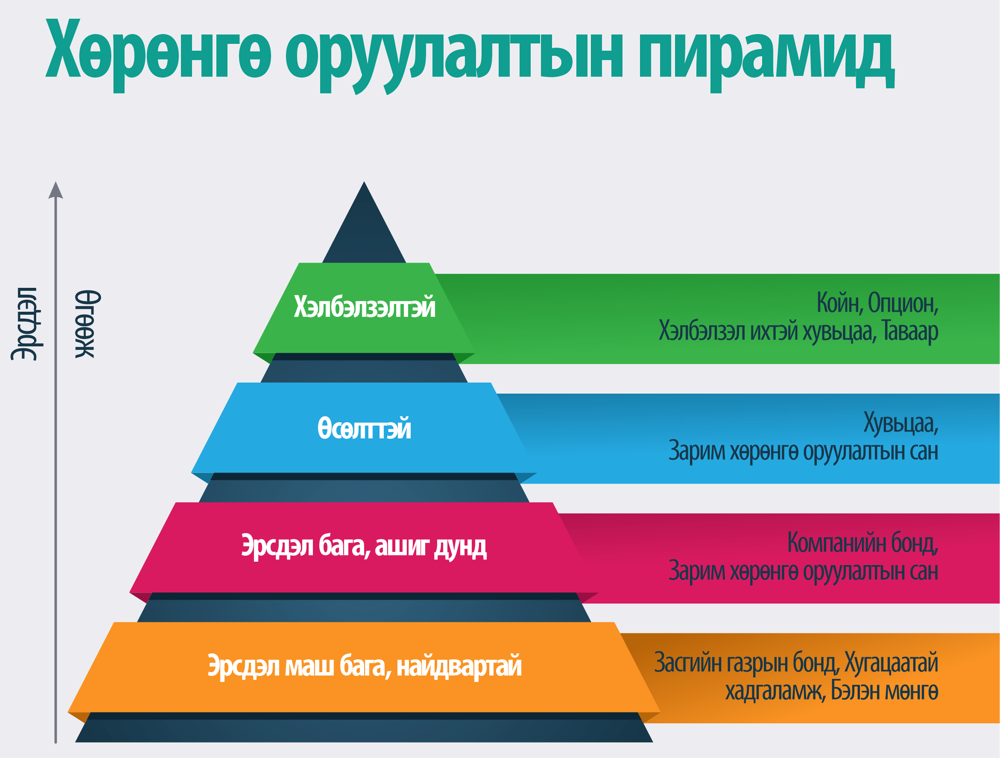 Хөрөнгө оруулалтын пирамид
Эрсдэл
Өгөөж
Хэлбэлзэлтэй
Койн, Опцион,
Хэлбэлзэл ихтэй хувьцаа, Таваар
Өсөлттэй
Хувьцаа,
Зарим хөрөнгө оруулалтын сан
Эрсдэл бага, ашиг дунд
Компанийн бонд,
Зарим хөрөнгө оруулалтын сан
Эрсдэл маш бага, найдвартай
Засгийн газрын бонд, Хугацаатай
хадгаламж, Бэлэн мөнгө